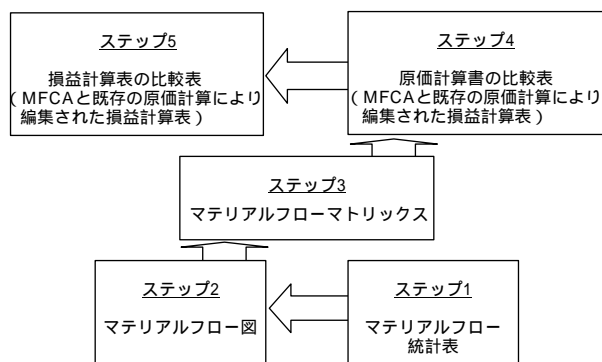 ステップ5
損益計算表の比較表
（MFCAと既存の原価計算により
編集された損益計算表）
ステップ4
原価計算書の比較表
（MFCAと既存の原価計算により
編集された損益計算表）
ステップ3
マテリアルフローマトリックス
ステップ2
マテリアルフロー図
ステップ1
マテリアルフロー
統計表